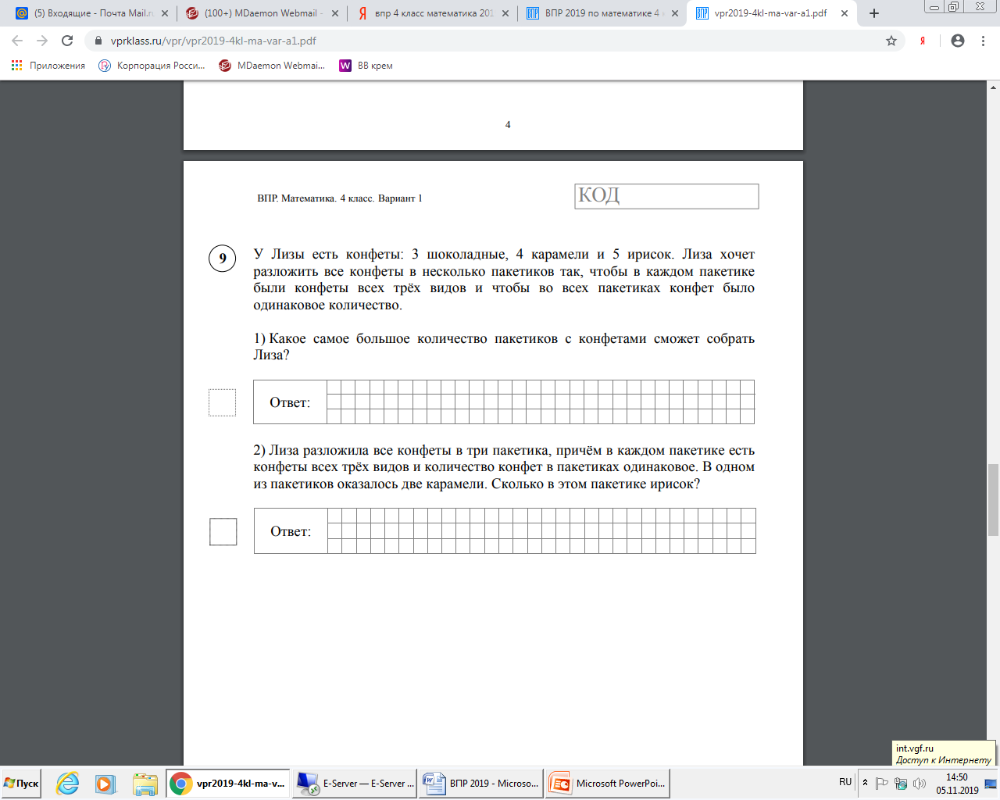 (5) Входящие - Почта Mail.ru
(100+) MDaemon Webmail -
впр 4 класс математика 201
ВПР 2019 по математике 4
vpr2019-4kl-ma-var-a1.pdf
vprklass.ru/vpr/vpr2019-4kl-ma-var-a1.pdf
Приложения
Корпорация Росси...
MDaemon Webmai...
ВВ крем
4
ВПР. Математика. 4 класс. Вариант 1
КОД
9
У Лизы есть конфеты: 3 шоколадные, 4 карамели и 5 ирисок. Лиза хочет
разложить все конфеты в несколько пакетиков так, чтобы в каждом пакетике
были конфеты всех трёх видов и чтобы во всех пакетиках конфет было
одинаковое количество.
1) Какое самое большое количество пакетиков с конфетами сможет собрать
Лиза?
Ответ:
2) Лиза разложила все конфеты в три пакетика, причём в каждом пакетике есть
конфеты всех трёх видов и количество конфет в пакетиках одинаковое. В одном
из пакетиков оказалось две карамели. Сколько в этом пакетике ирисок?
Ответ:
int.vgf.ru
Доступ к Интернету
Пуск
vpr2019-4kl-ma-v...
E-Server — E-Server ...
ВПР 2019 - Microso...
Microsoft PowerPoi...
RU
14:50
05.11.2019